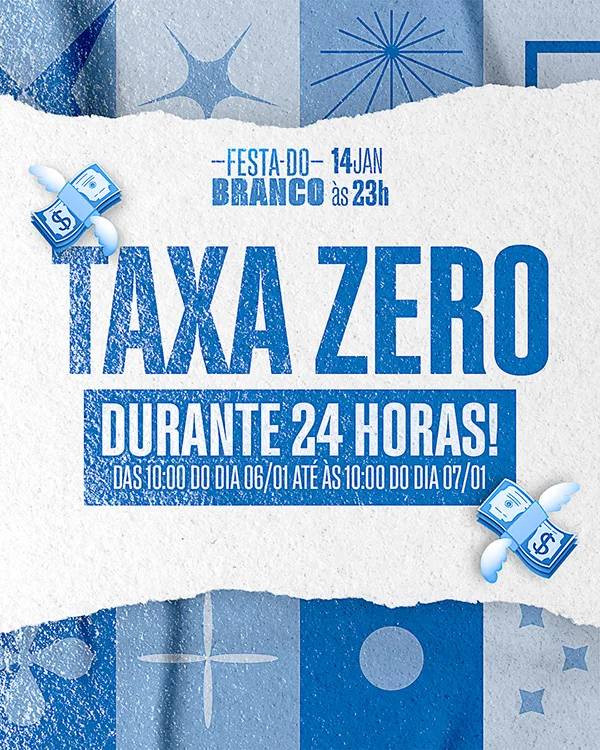 FESTA DO
BRANCO
14JAN
às 23h
TAXA ZERO
DURANTE 24 HORAS!
DAS 10:00 DO DIA 06/01 ATÉ ÀS 10:00 DO DIA 07/01
$
$